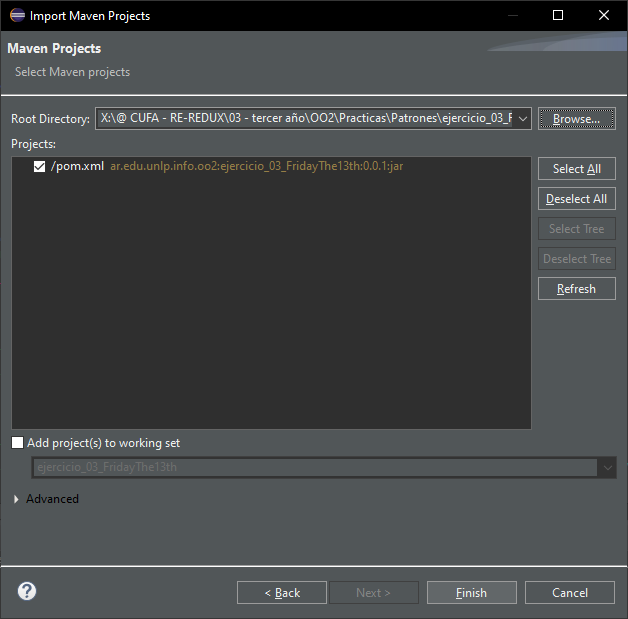 Import Maven Projects
Maven Projects
Select Maven projects
Root Directory: X:\@ CUFA - RE-REDUX\03 - tercer año\OO2\Practicas\Patrones\ejercicio_03_F Browse...
Projects:
/pom.xml ar.edu.unlp.info.oo2:ejercicio_03_FridayThe13th:0.0.1:jar
Select All
Deselect All
Select Tree
Deselect Tree
Refresh
Add project(s) to working set
ejercicio_03_FridayThe13th
Advanced
? < Back Next > Finish Cancel